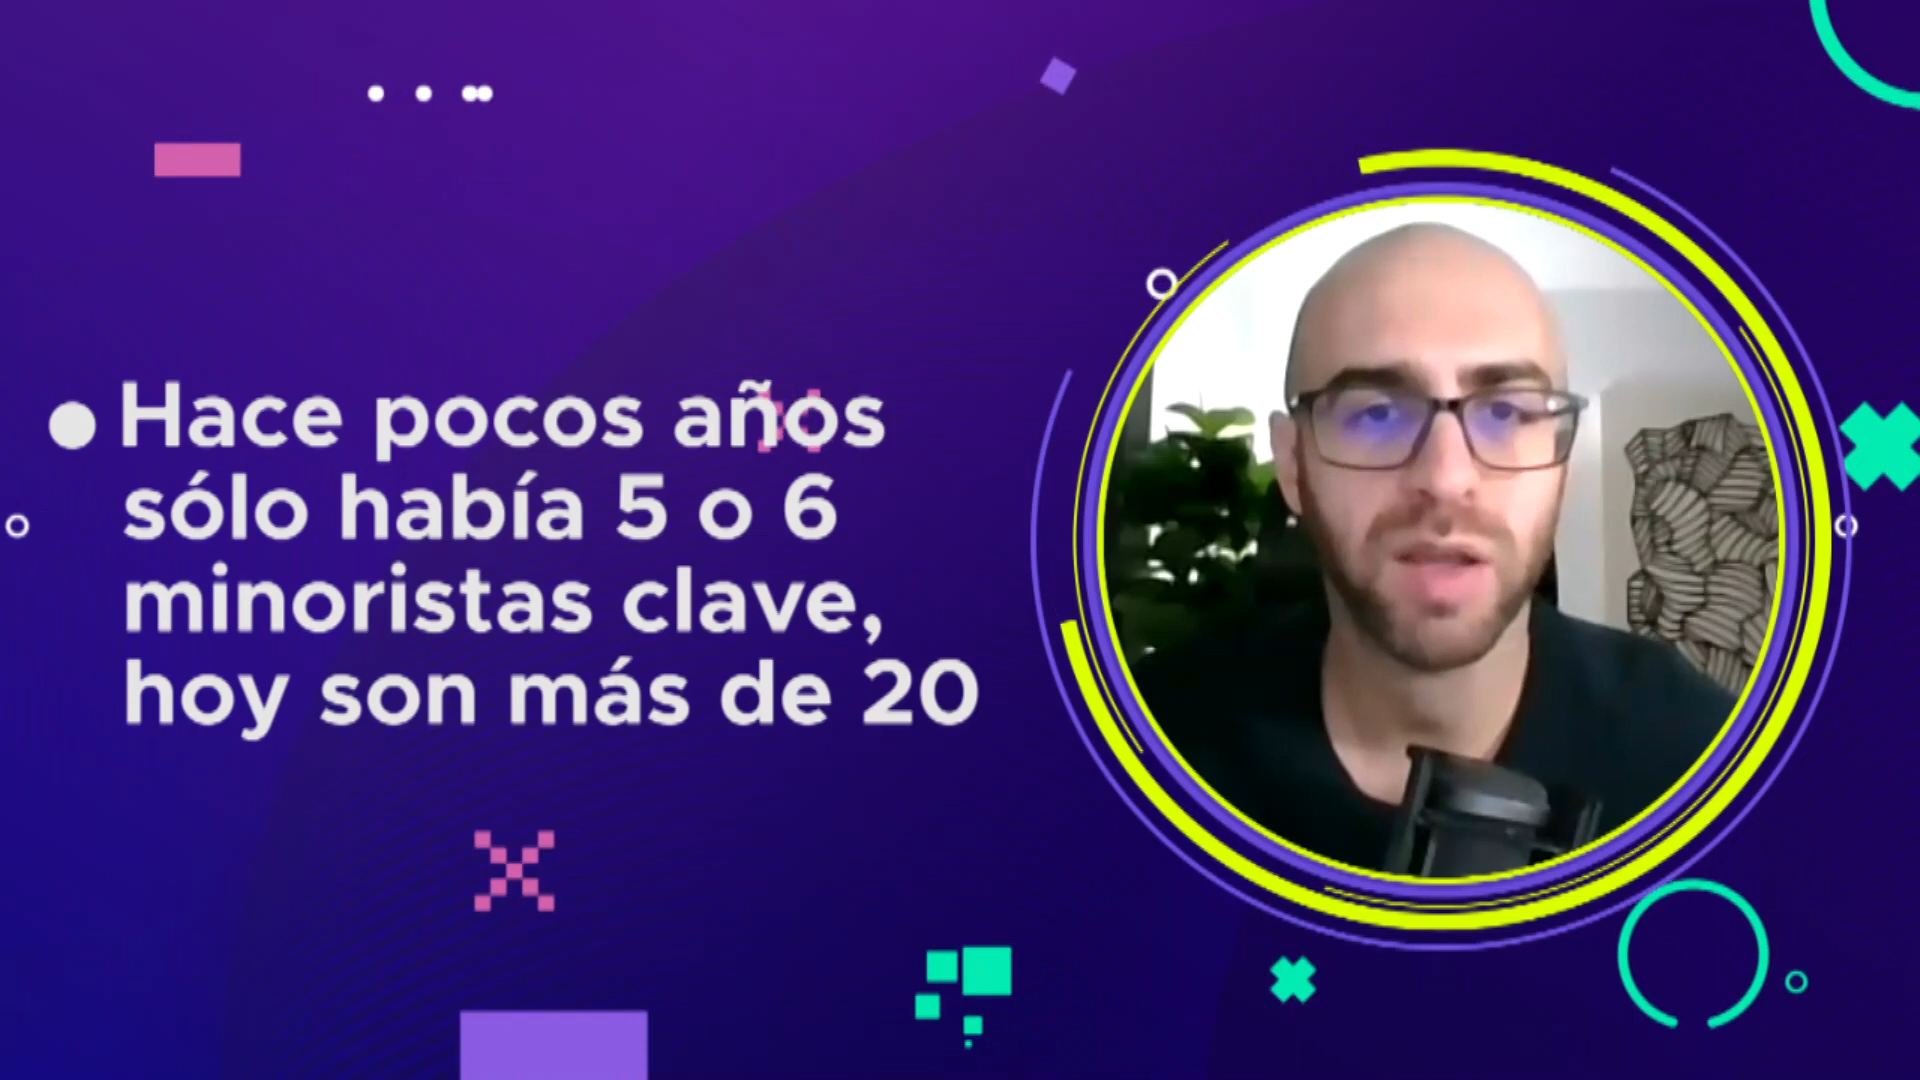 Hace pocos años
sólo había 5 o 6
minoristas clave,
hoy son más de 20